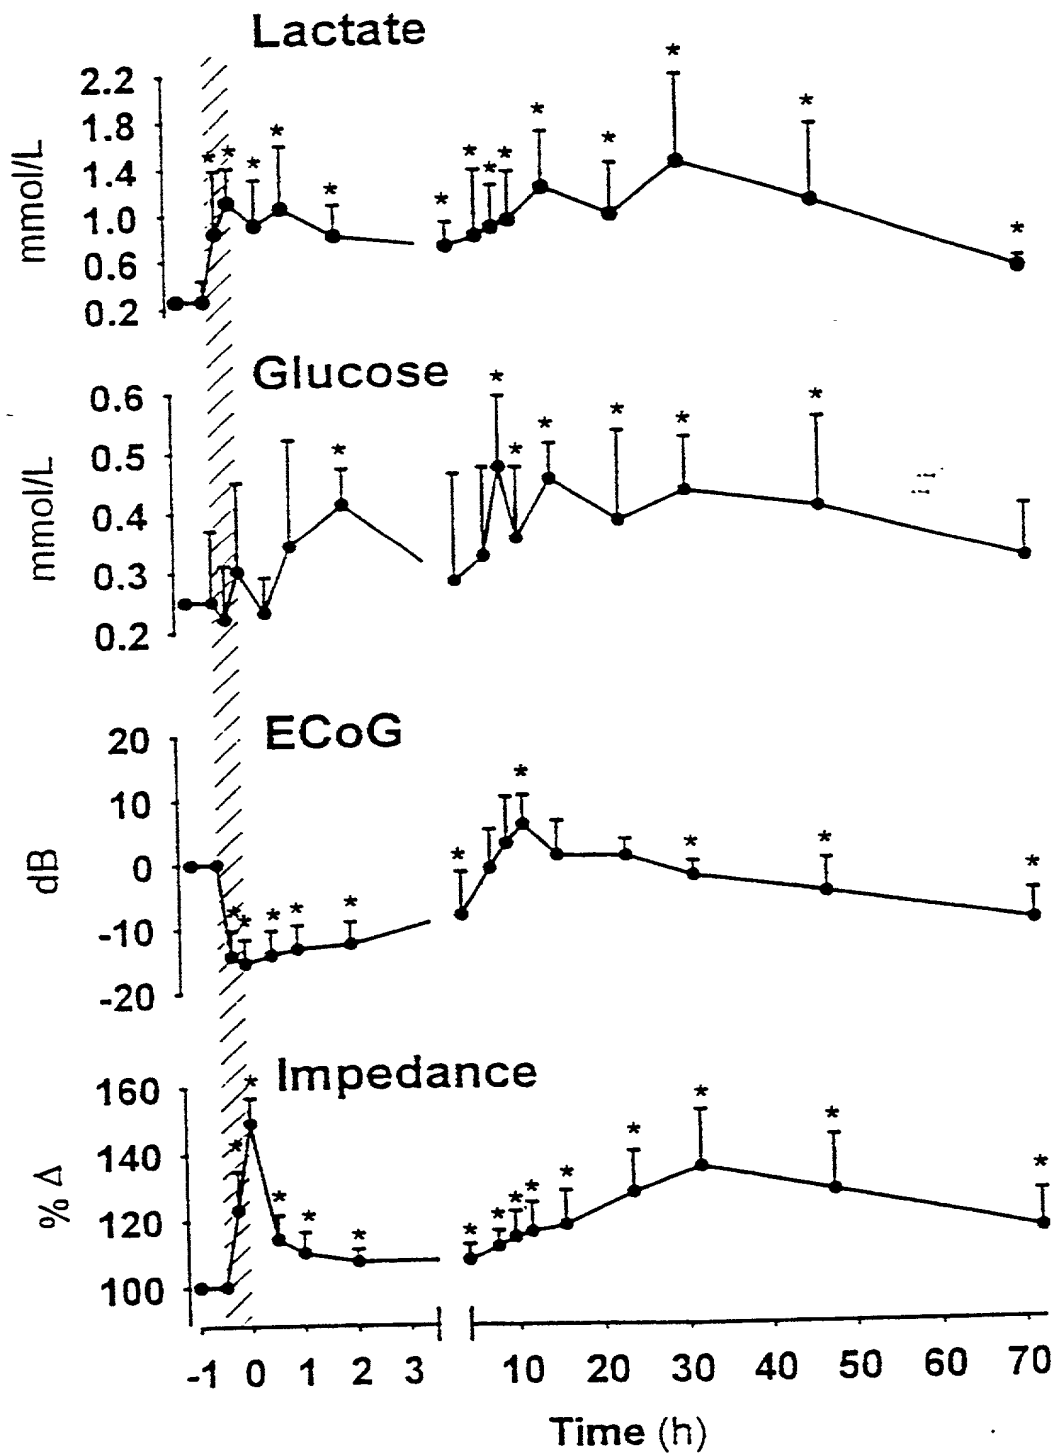 Lactate
mmol/L
2.2
1.8
1.4
1.0
0.6
0.2
* * * * * * * * * * * * * * *
Glucose
mmol/L
0.6
0.5
0.4
0.3
0.2
* * * * * * *
ECoG
dB
20
10
0
-10
-20
* * * * * * * * * *
Impedance
% Δ
160
140
120
100
* * * * * * * * * * * * * *
-1 0 1 2 3 10 20 30 40 50 60 70
Time (h)